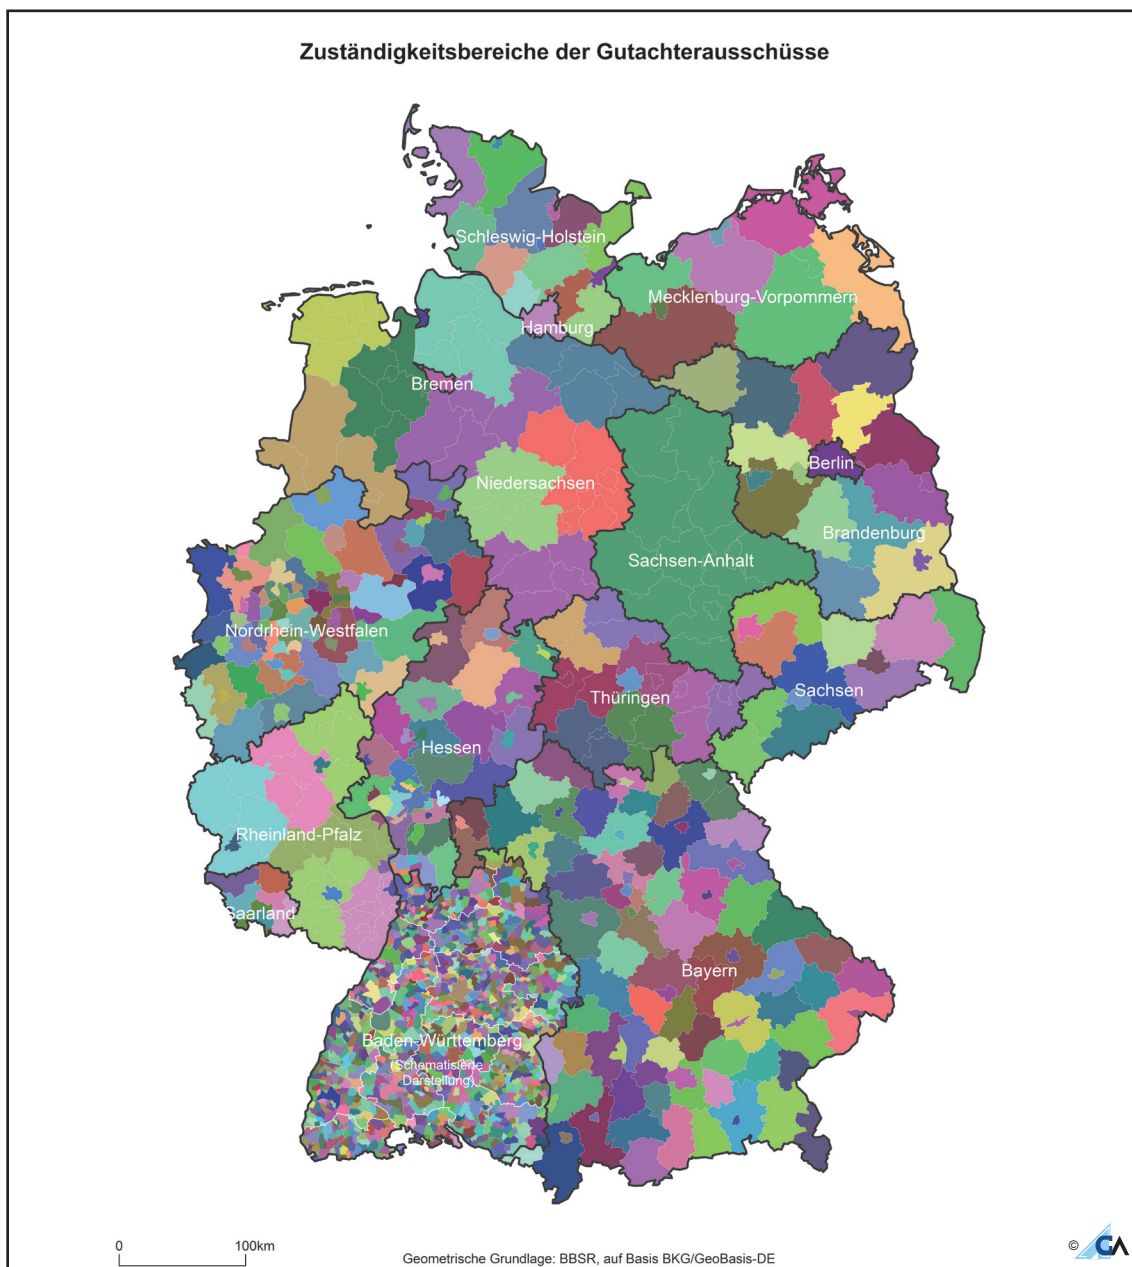 Zuständigkeitsbereiche der Gutachterausschüsse
Schleswig-Holstein
Mecklenburg-Vorpommern
Hamburg
Bremen
Berlin
Niedersachsen
Brandenburg
Sachsen-Anhalt
Nordrhein-Westfalen
Thüringen
Sachsen
Hessen
Rheinland-Pfalz
Saarland
Bayern
Baden-Württemberg
(Schematisierte
Darstellung)
0 100km
Geometrische Grundlage: BBSR, auf Basis BKG/GeoBasis-DE
© GA